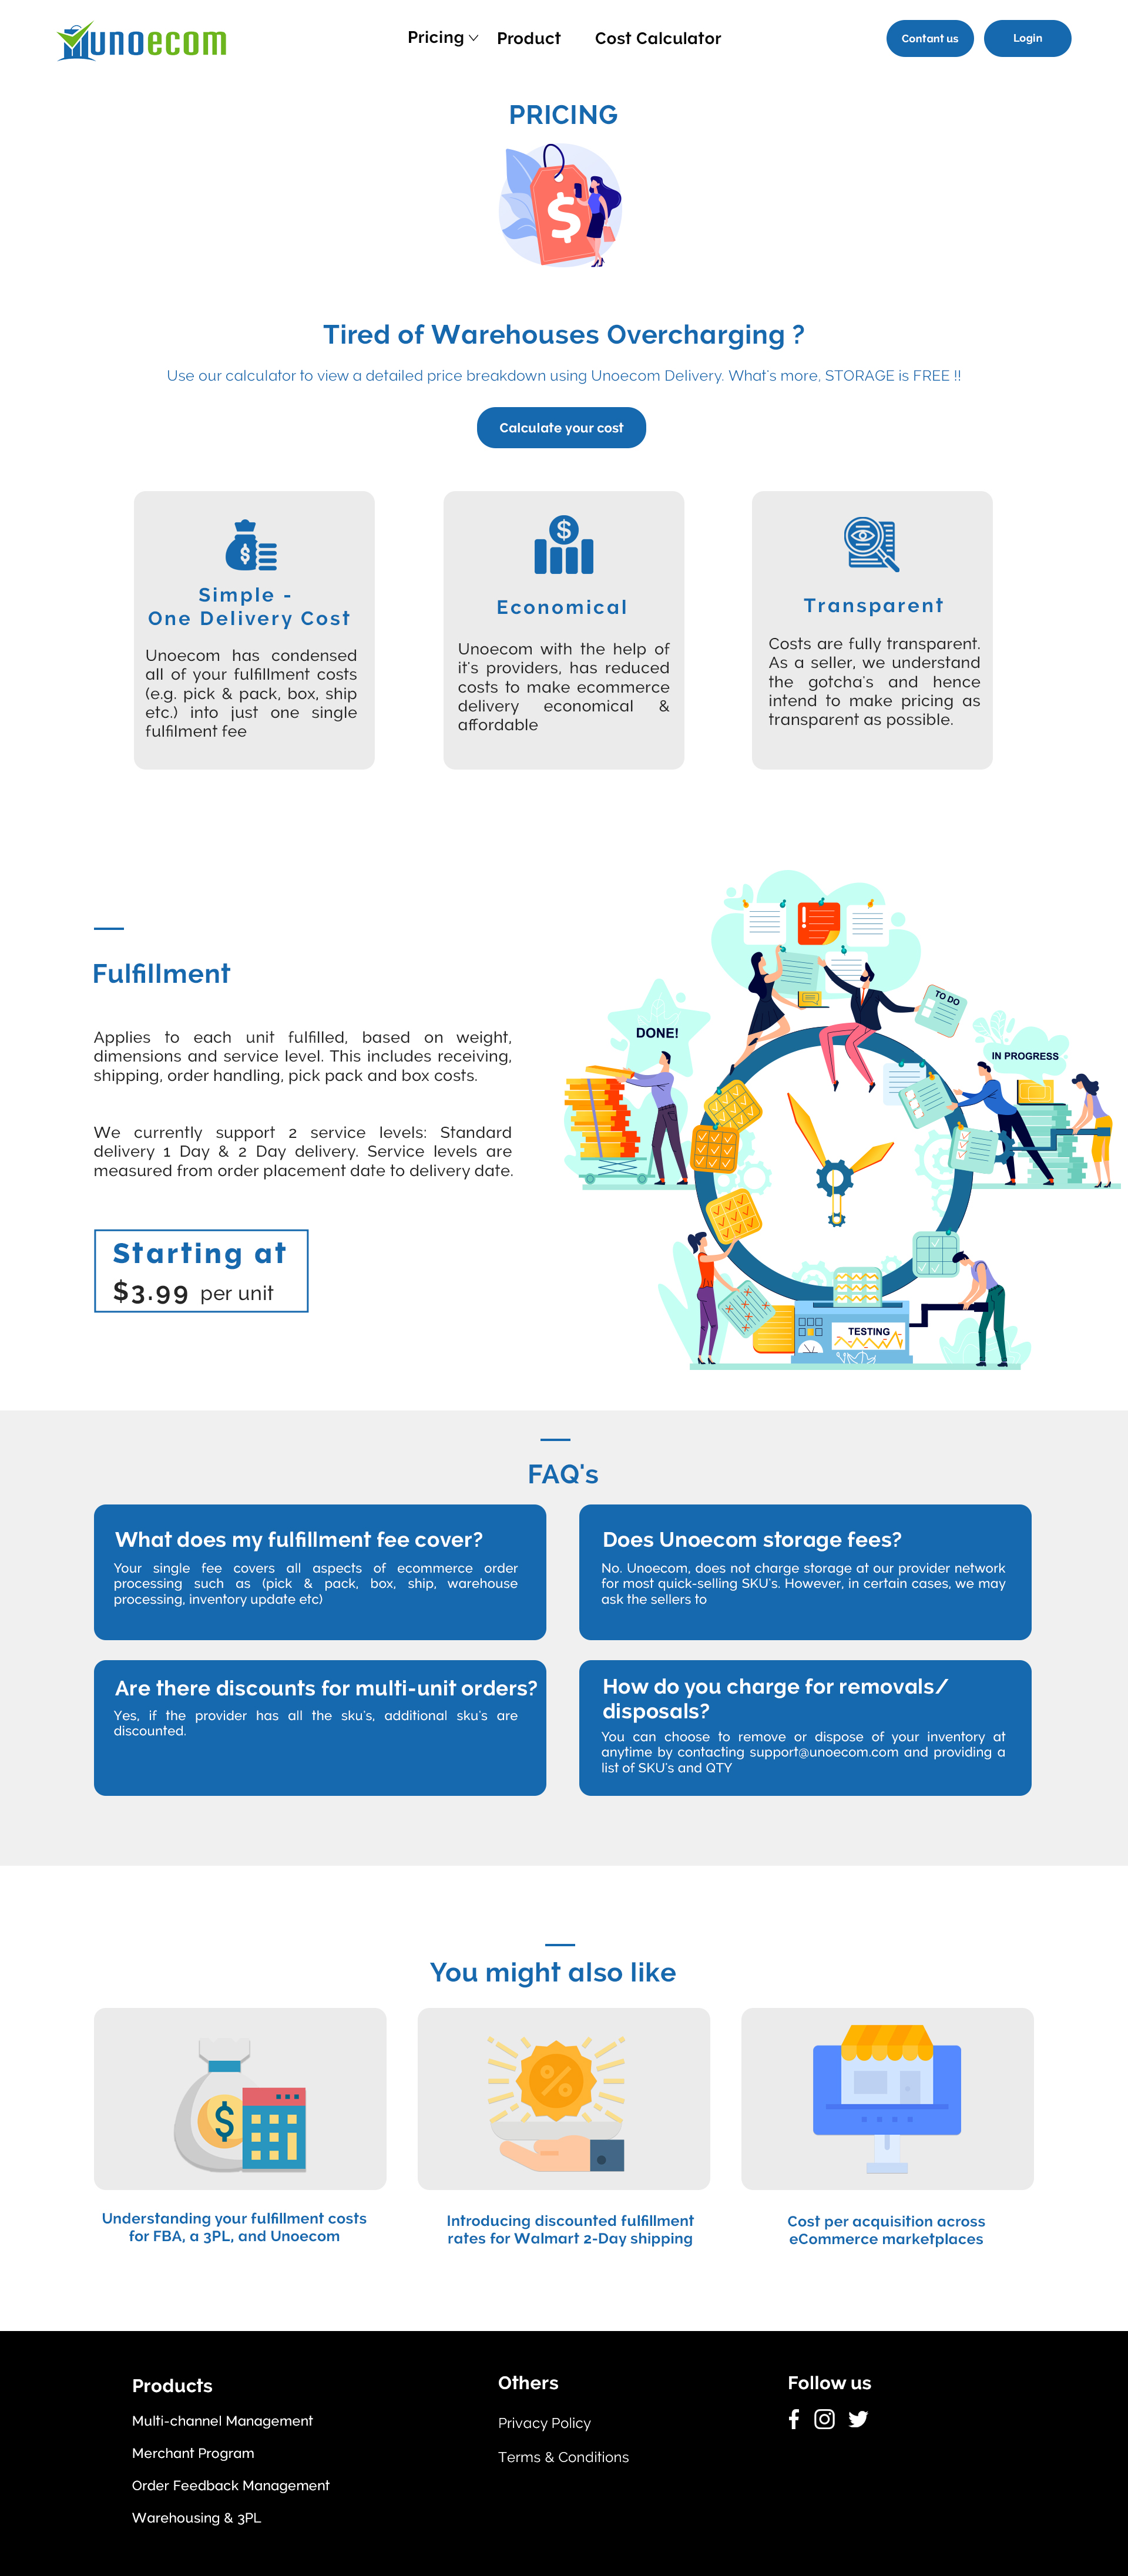 unoecom
Pricing
Product
Cost Calculator
Contant us
Login
PRICING
$
Tired of Warehouses Overcharging ?
Use our calculator to view a detailed price breakdown using Unoecom Delivery. What's more, STORAGE is FREE !!
Calculate your cost
$
Simple -
One Delivery Cost
Unoecom has condensed
all of your fulfillment costs
(e.g. pick & pack, box, ship
etc.) into just one single
fulfilment fee
$
Economical
Unoecom with the help of
it's providers, has reduced
costs to make ecommerce
delivery economical &
affordable
Transparent
Costs are fully transparent.
As a seller, we understand
the gotcha's and hence
intend to make pricing as
transparent as possible.
Fulfillment
Applies to each unit fulfilled, based on weight,
dimensions and service level. This includes receiving,
shipping, order handling, pick pack and box costs.
We currently support 2 service levels: Standard
delivery 1 Day & 2 Day delivery. Service levels are
measured from order placement date to delivery date.
Starting at
$3.99 per unit
!
TO DO
DONE!
IN PROGRESS
TESTING
FAQ's
What does my fulfillment fee cover?
Your single fee covers all aspects of ecommerce order
processing such as (pick & pack, box, ship, warehouse
processing, inventory update etc)
Does Unoecom storage fees?
No. Unoecom, does not charge storage at our provider network
for most quick-selling SKU's. However, in certain cases, we may
ask the sellers to
Are there discounts for multi-unit orders?
Yes, if the provider has all the sku's, additional sku's are
discounted.
How do you charge for removals/
disposals?
You can choose to remove or dispose of your inventory at
anytime by contacting support@unoecom.com and providing a
list of SKU's and QTY
You might also like
$
%
Understanding your fulfillment costs
for FBA, a 3PL, and Unoecom
Introducing discounted fulfillment
rates for Walmart 2-Day shipping
Cost per acquisition across
eCommerce marketplaces
Products
Multi-channel Management
Merchant Program
Order Feedback Management
Warehousing & 3PL
Others
Privacy Policy
Terms & Conditions
Follow us